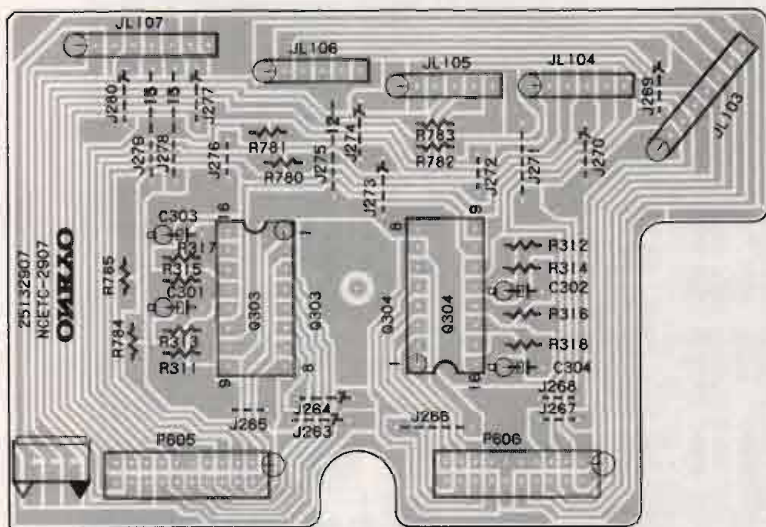 JL107
JL106
JL105
JL104
JL103
J280
15
15
J277
J269
J279
J278
J276
R781
R780
J275
12
J274
J273
R783
R782
J272
J271
J270
C303
R317
R315
C301
R313
R311
R785
R784
16
1
Q303
Q303
9
8
8
9
Q304
Q304
1
16
R312
R314
C302
R316
R318
C304
25132907
NCETC-2907
ONKYO
J264
J263
J265
J266
J268
J267
P605
P606